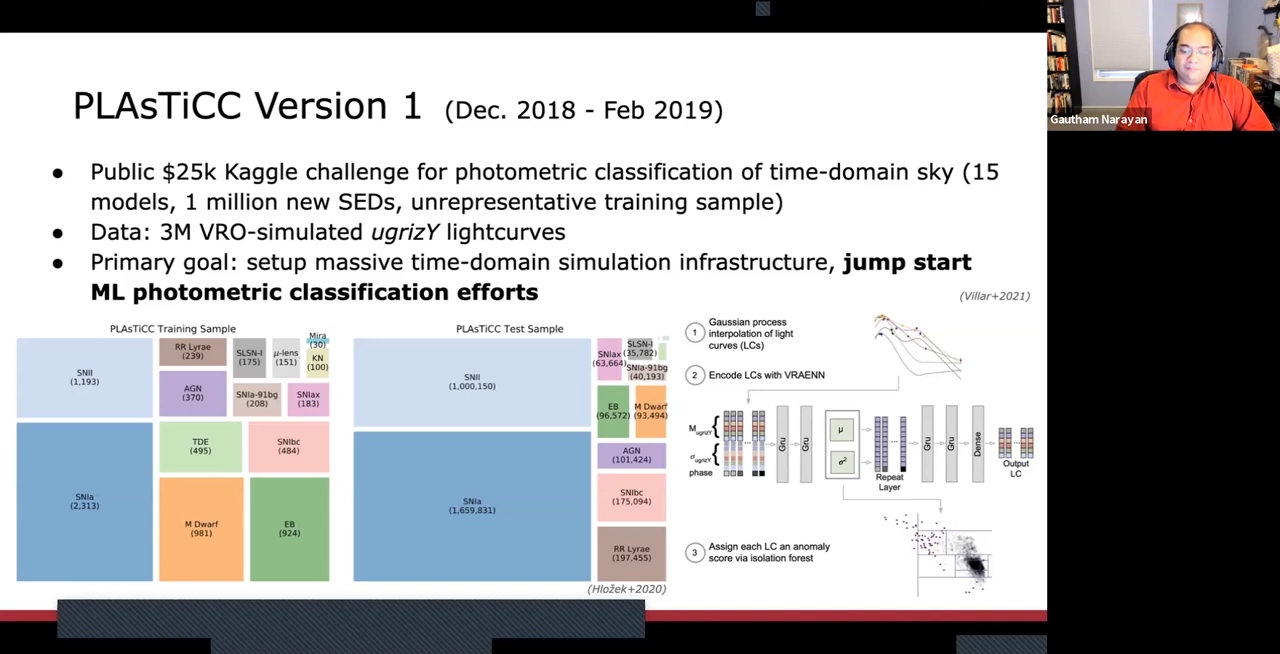 PLAsTiCC Version 1 (Dec. 2018 - Feb 2019)
Gautham Narayan
● Public $25k Kaggle challenge for photometric classification of time-domain sky (15
models, 1 million new SEDs, unrepresentative training sample)
● Data: 3M VRO-simulated ugrizY lightcurves
● Primary goal: setup massive time-domain simulation infrastructure, jump start
ML photometric classification efforts
(Villar+2021)
PLAsTiCC Training Sample
SNII
(1,193)
RR Lyrae
(239)
SLSN-I
(175)
μ-lens
(151)
Mira
(30)
KN
(100)
AGN
(370)
SNIa-91bg
(208)
SNIax
(183)
TDE
(495)
SNIbc
(484)
SNIa
(2,313)
M Dwarf
(981)
EB
(924)
PLAsTiCC Test Sample
SNII
(1,000,150)
SNIax
(63,664)
SLSN-I
(35,782)
SNIa-91bg
(40,193)
EB
(96,572)
M Dwarf
(93,494)
AGN
(101,424)
SNIbc
(175,094)
SNIa
(1,659,831)
RR Lyrae
(197,455)
(Hložek+2020)
1 Gaussian process
interpolation of light
curves (LCs)
2 Encode LCs with VRAENN
MugrizY
σugrizY
phase
Gru
Gru
μ
σ²
Repeat
Layer
Gru
Gru
Dense
Output
LC
3 Assign each LC an anomaly
score via isolation forest